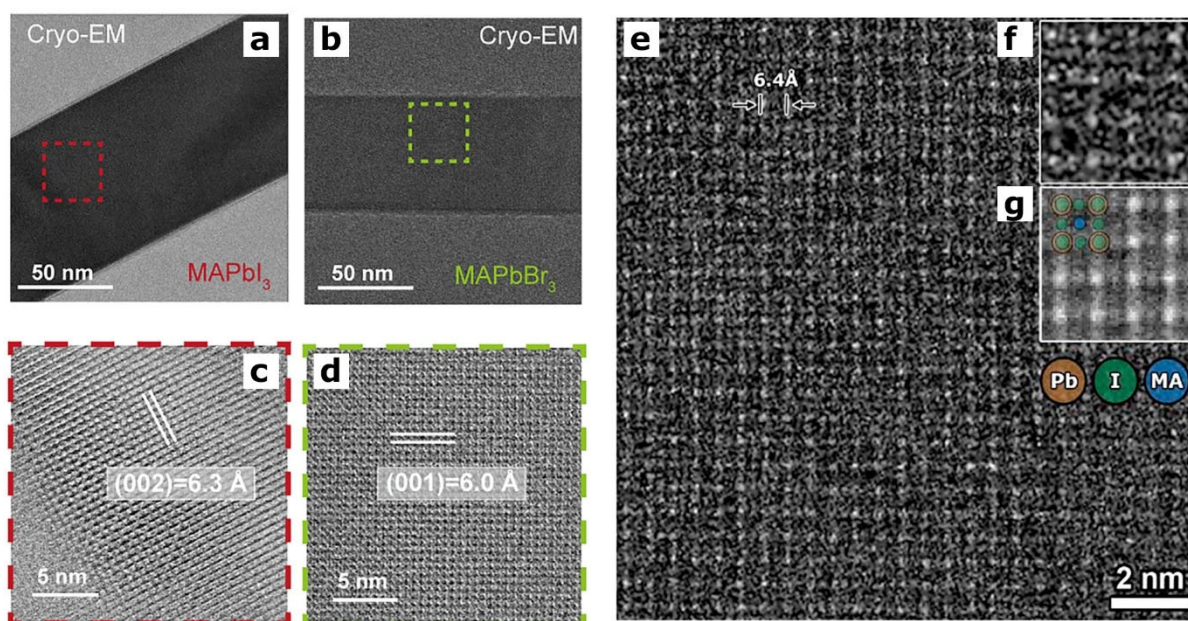 Cryo-EM
a
50 nm
MAPbI3
b
Cryo-EM
50 nm
MAPbBr3
c
(002)=6.3 Å
5 nm
d
(001)=6.0 Å
5 nm
e
6.4Å
2 nm
f
g
Pb
I
MA